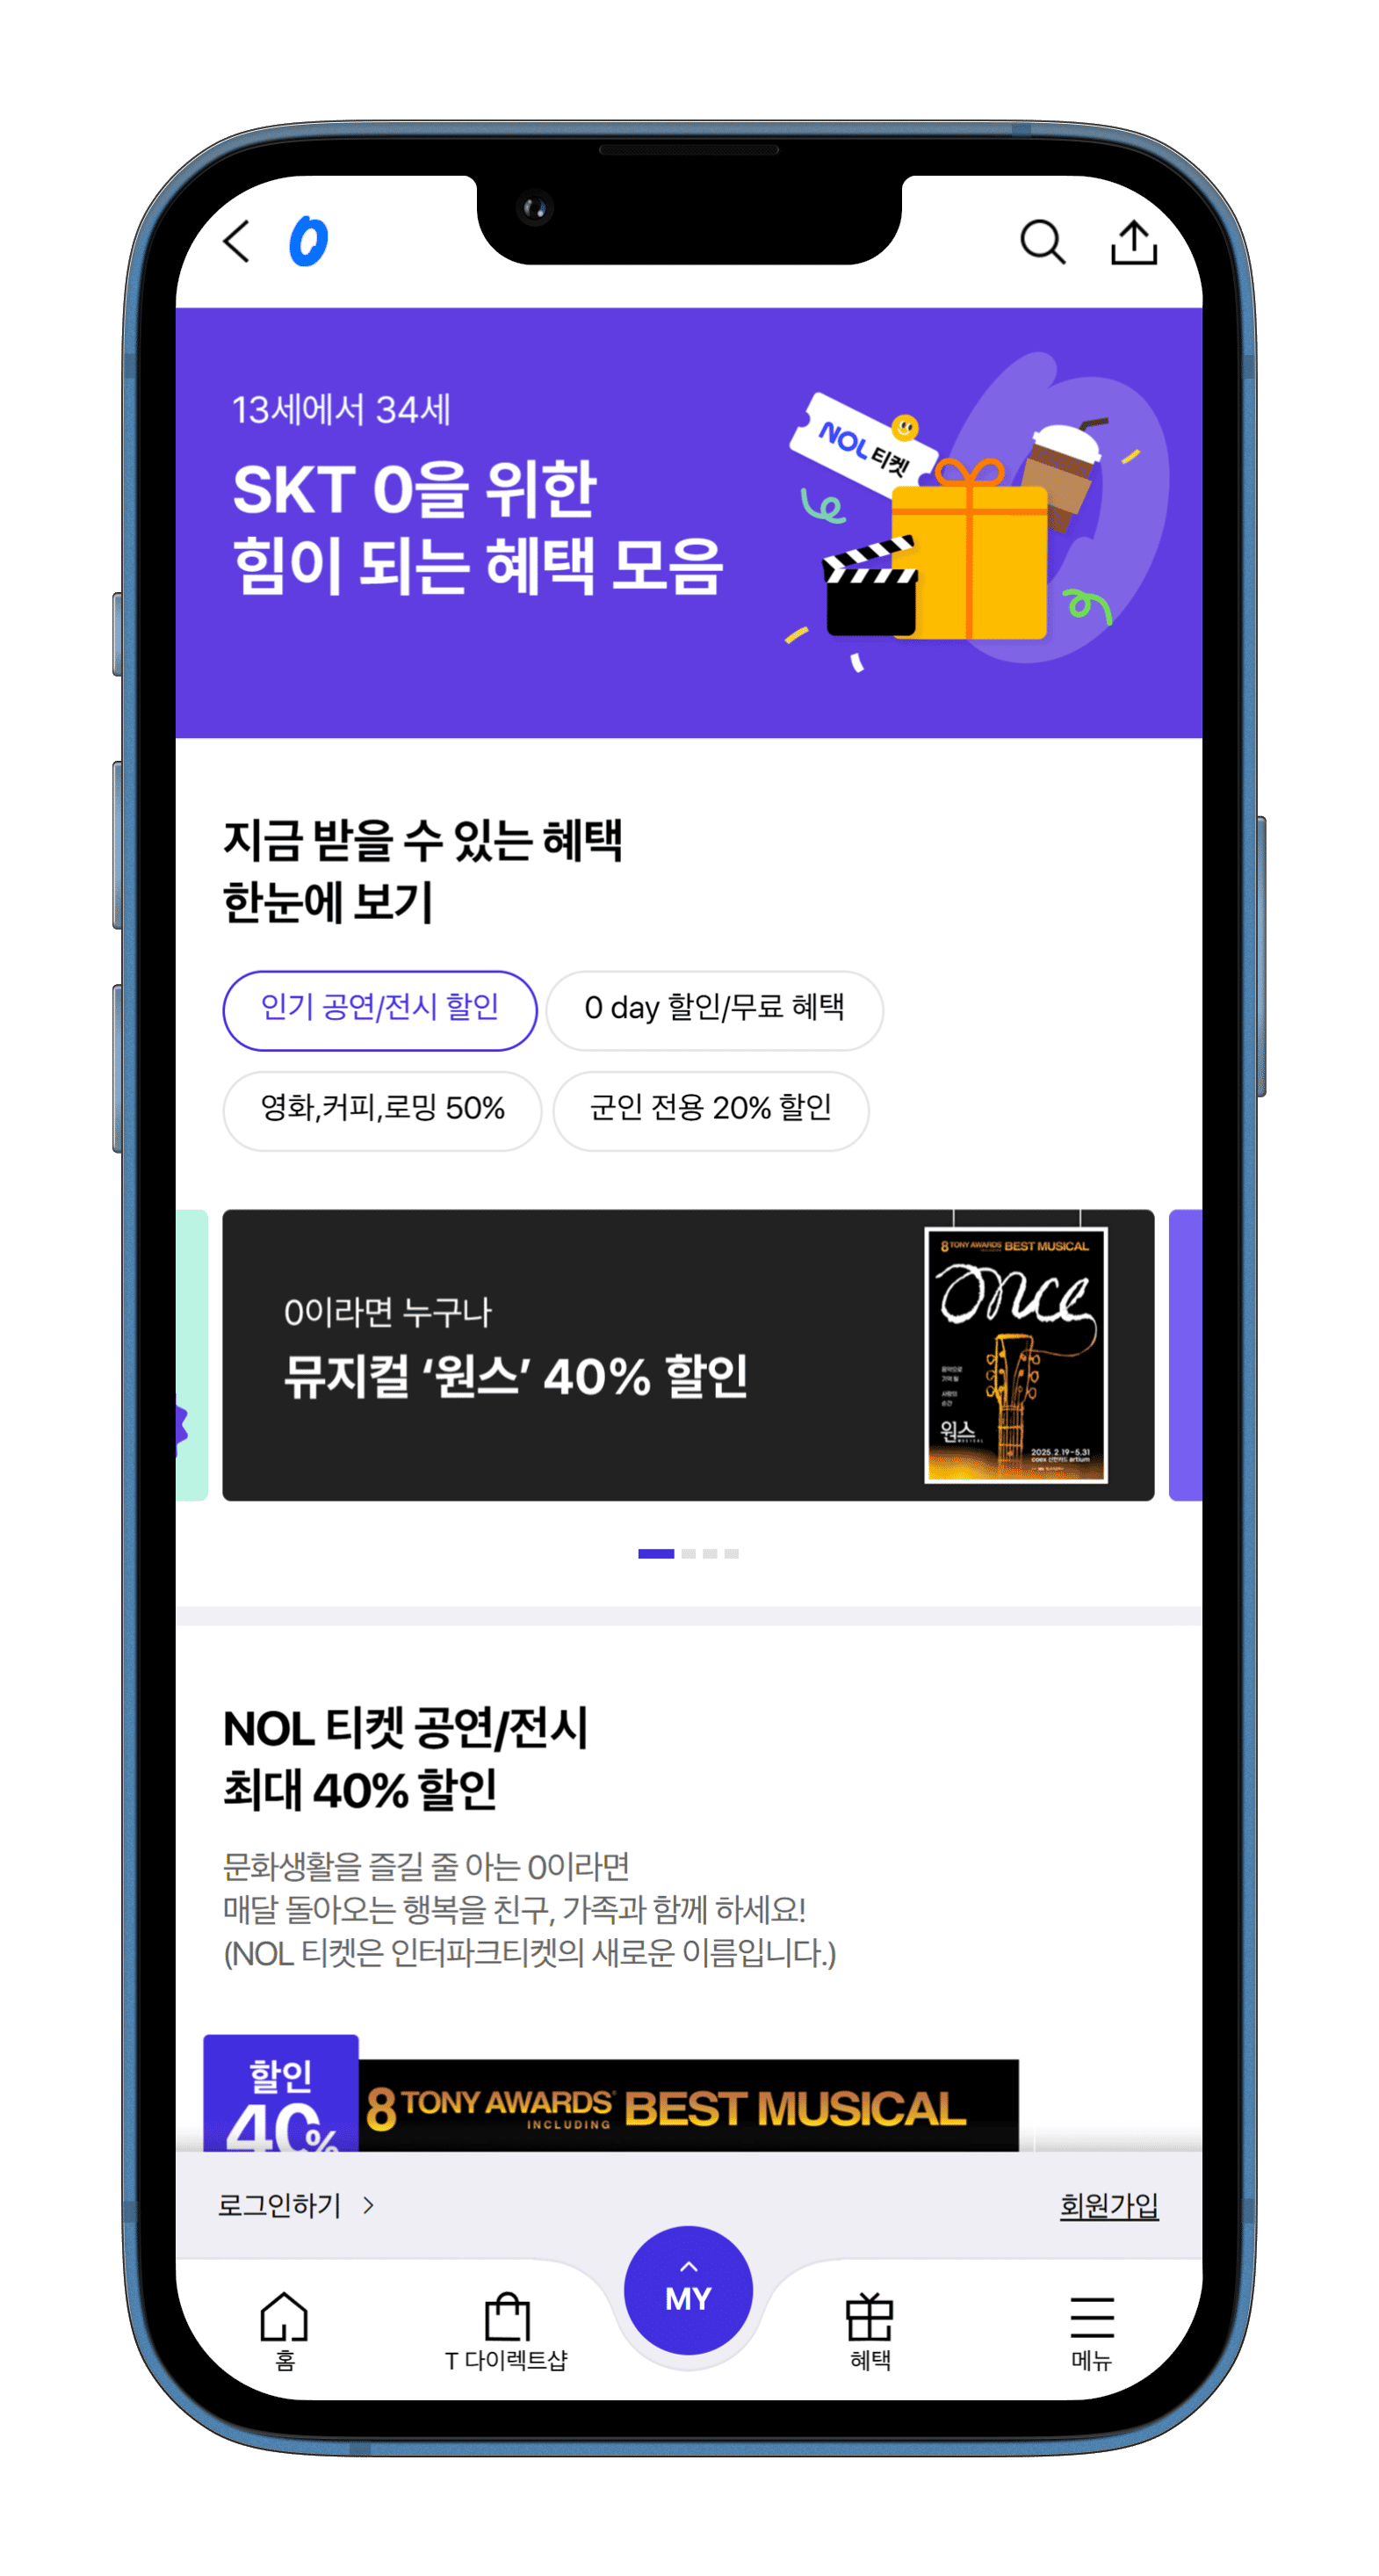 0
13세에서 34세
SKT 0을 위한
힘이 되는 혜택 모음
NOL 티켓
지금 받을 수 있는 혜택
한눈에 보기
인기 공연/전시 할인
0 day 할인/무료 혜택
영화,커피,로밍 50%
군인 전용 20% 할인
0이라면 누구나
뮤지컬 ‘원스’ 40% 할인
8 TONY AWARDS BEST MUSICAL
once
원스
MUSICAL
2025.2.19-5.31
coex 신한카드 artium
NOL 티켓 공연/전시
최대 40% 할인
문화생활을 즐길 줄 아는 0이라면
매달 돌아오는 행복을 친구, 가족과 함께 하세요!
(NOL 티켓은 인터파크티켓의 새로운 이름입니다.)
할인
40%
8 TONY AWARDS INCLUDING BEST MUSICAL
로그인하기
회원가입
MY
홈
T 다이렉트샵
혜택
메뉴